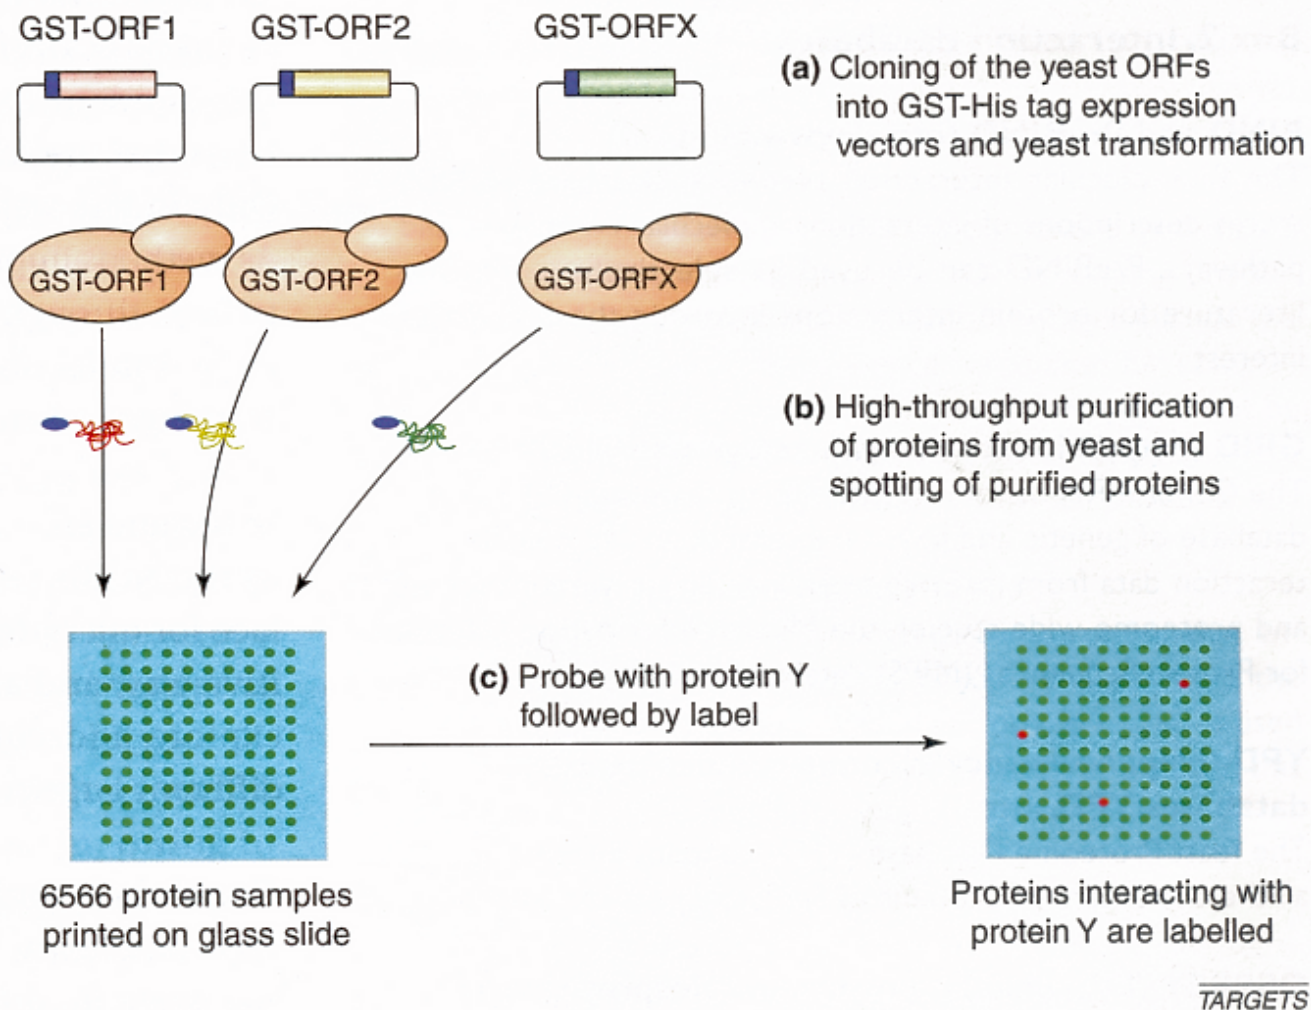 GST-ORF1 GST-ORF2 GST-ORFX
(a) Cloning of the yeast ORFs
into GST-His tag expression
vectors and yeast transformation
GST-ORF1 GST-ORF2 GST-ORFX
(b) High-throughput purification
of proteins from yeast and
spotting of purified proteins
(c) Probe with protein Y
followed by label
6566 protein samples
printed on glass slide
Proteins interacting with
protein Y are labelled
TARGETS